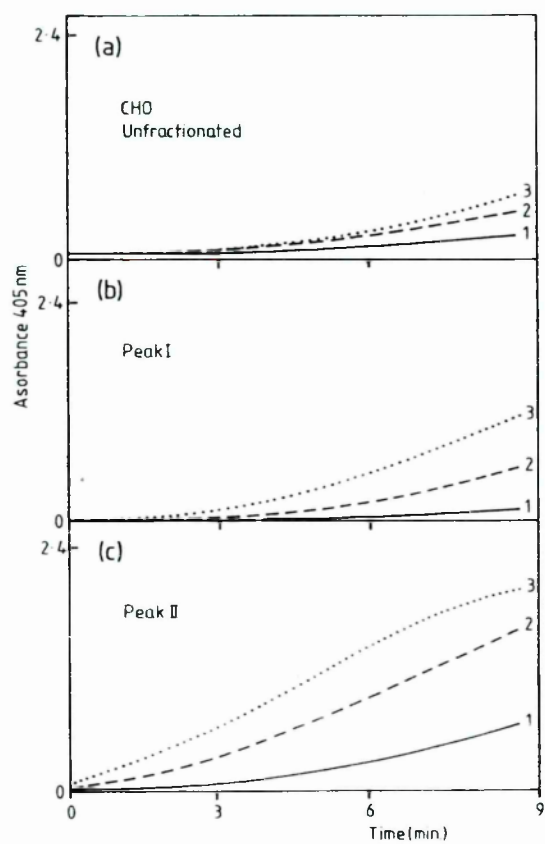 2·4
(a)
CHO
Unfractionated
3
2
1
0
(b)
2·4
Peak I
3
2
1
0
(c)
2·4
Peak II
3
2
1
0
0
3
6
9
Time (min)
Asorbance 405 nm